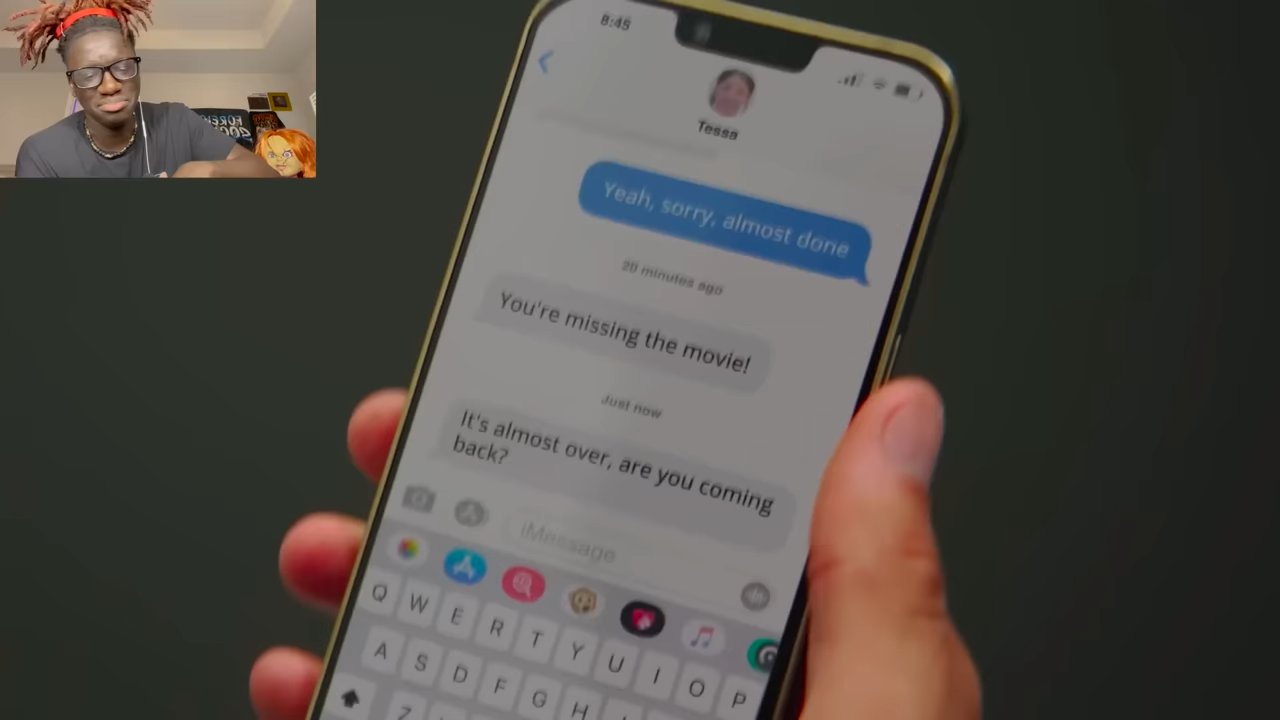 8:45
Tessa
Yeah, sorry, almost done
20 minutes ago
You're missing the movie!
Just now
It's almost over, are you coming
back?
iMessage
Q W E R T Y U I O P
A S D F G H
Z